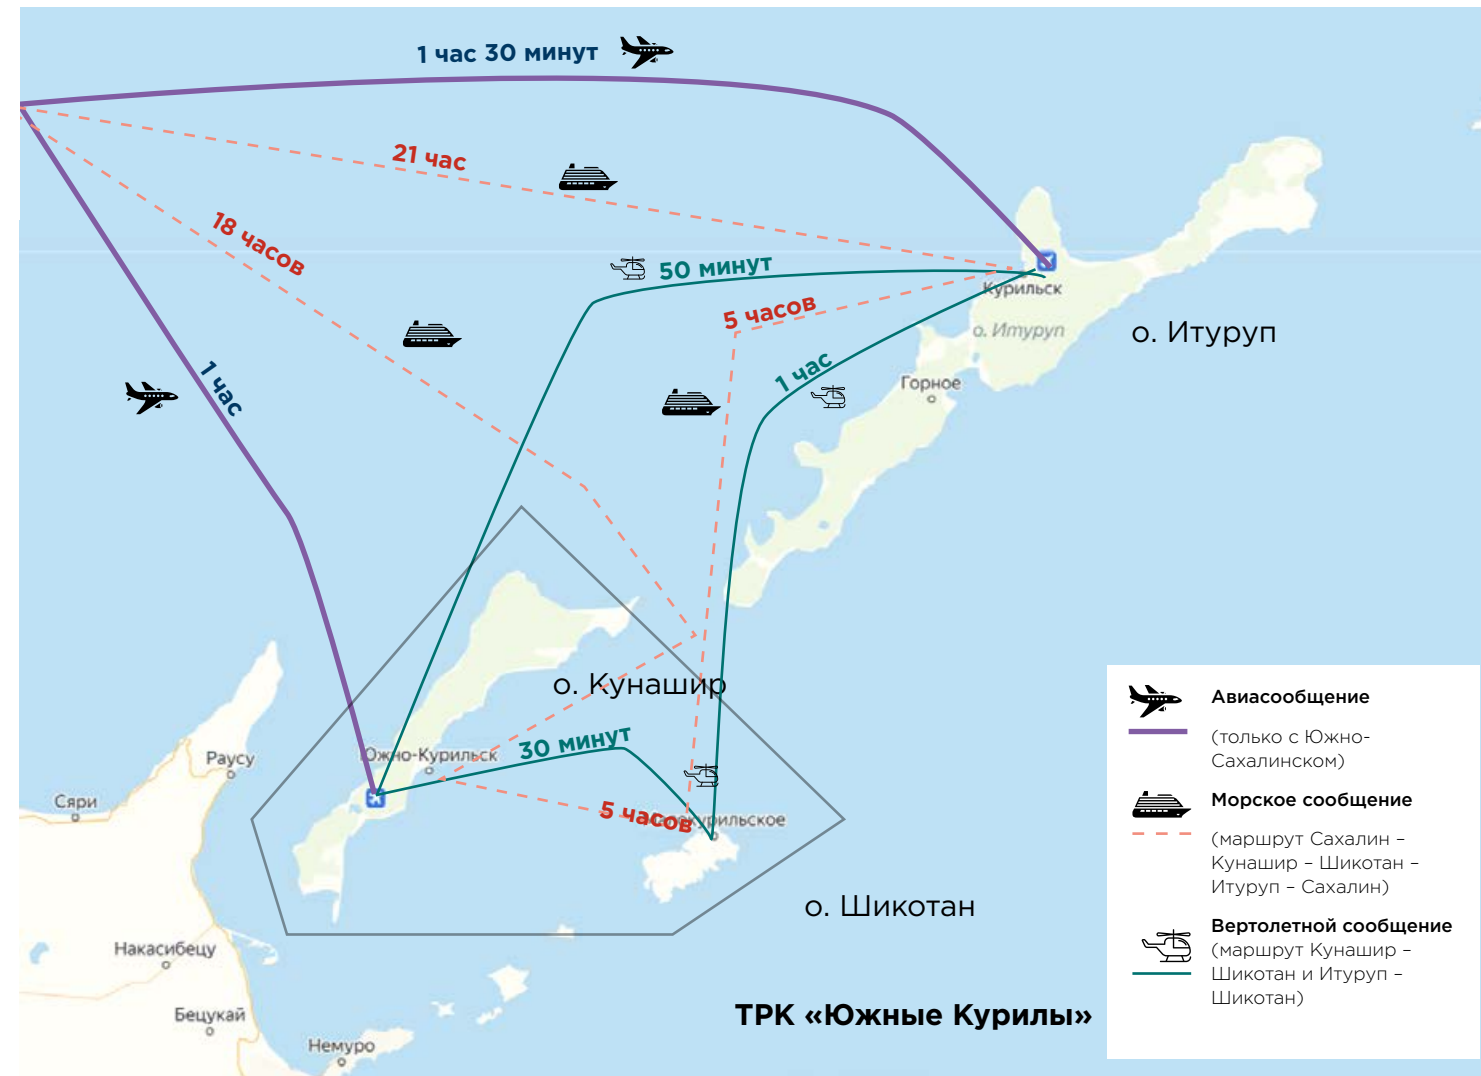 1 час 30 минут
21 час
18 часов
50 минут
Курильск
5 часов
о. Итуруп
о. Итуруп
1 час
1 час
Горное
о. Кунашир
Южно-Курильск
30 минут
Раусу
Сяри
5 часов
Малокурильское
о. Шикотан
Накасибецу
Бецукай
Немуро
ТРК «Южные Курилы»
Авиасообщение
(только с Южно-
Сахалинском)
Морское сообщение
(маршрут Сахалин –
Кунашир – Шикотан –
Итуруп – Сахалин)
Вертолетной сообщение
(маршрут Кунашир –
Шикотан и Итуруп –
Шикотан)